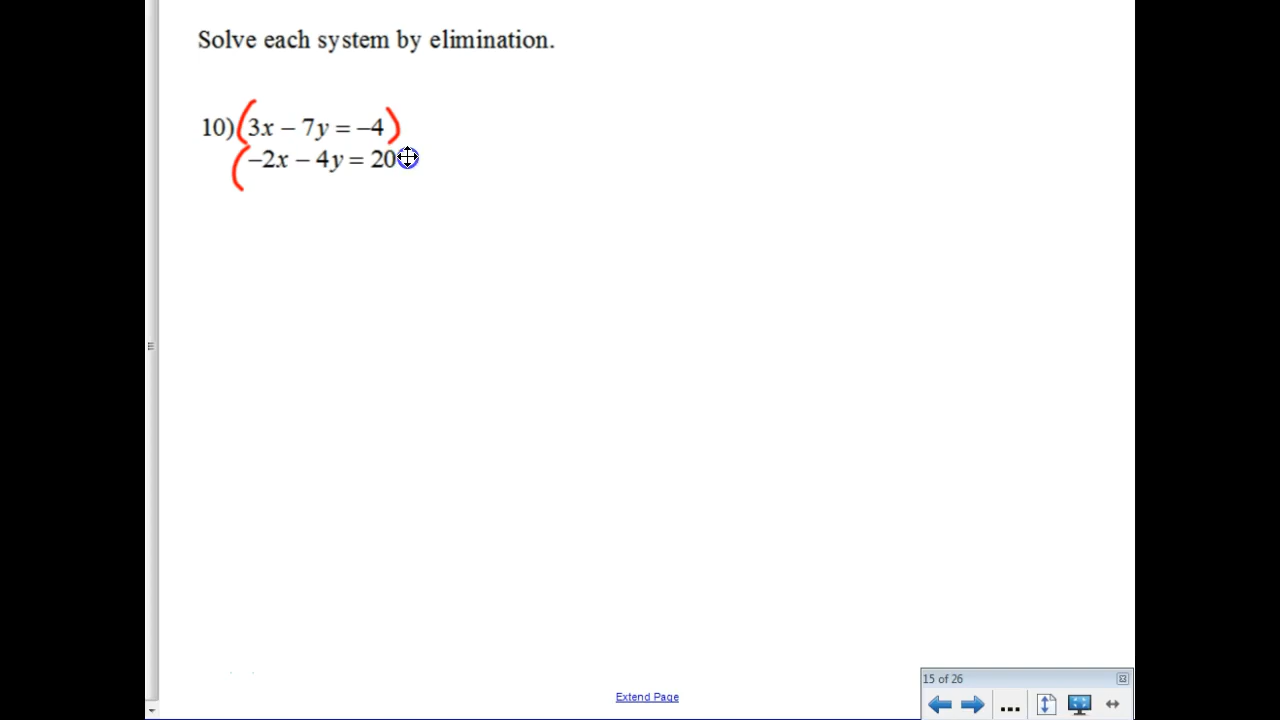 Solve each system by elimination.
10) (3x − 7y = −4)
(−2x − 4y = 20
15 of 26
...
Extend Page